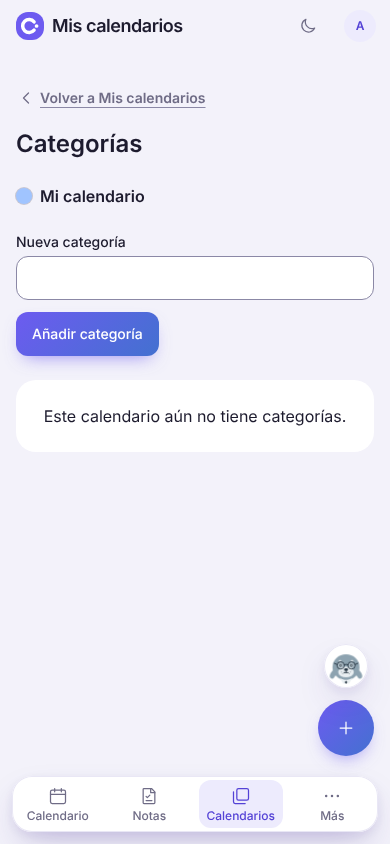 Mis calendarios
A
Volver a Mis calendarios
Categorías
Mi calendario
Nueva categoría
Añadir categoría
Este calendario aún no tiene categorías.
Calendario
Notas
Calendarios
Más